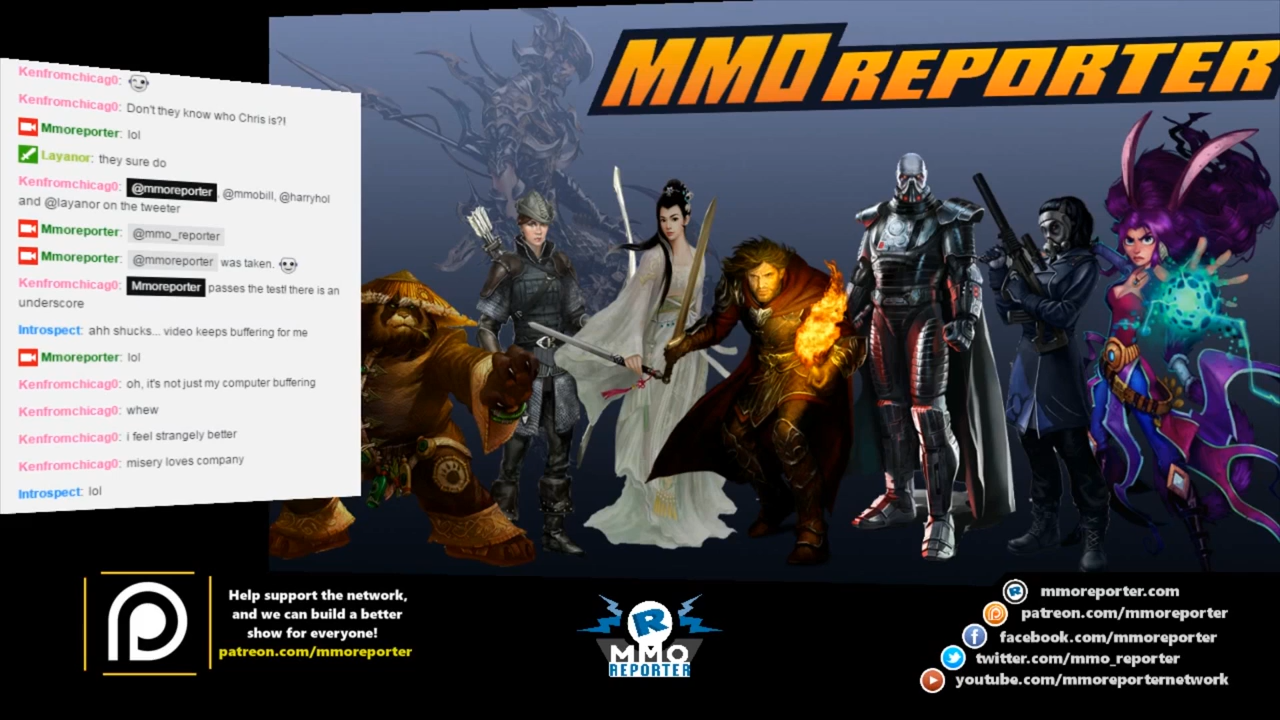 MMO REPORTER
Kenfromchicag0:
Kenfromchicag0: Don't they know who Chris is?!
Mmoreporter: lol
Layanor: they sure do
Kenfromchicag0: @mmoreporter , @mmobill, @harryhol
and @layanor on the tweeter
Mmoreporter: @mmo_reporter
Mmoreporter: @mmoreporter was taken.
Kenfromchicag0: Mmoreporter passes the test! there is an
underscore
Introspect: ahh shucks... video keeps buffering for me
Mmoreporter: lol
Kenfromchicag0: oh, it's not just my computer buffering
Kenfromchicag0: whew
Kenfromchicag0: i feel strangely better
Kenfromchicag0: misery loves company
Introspect: lol
Help support the network,
and we can build a better
show for everyone!
patreon.com/mmoreporter
R
MMO
REPORTER
mmoreporter.com
patreon.com/mmoreporter
facebook.com/mmoreporter
twitter.com/mmo_reporter
youtube.com/mmoreporternetwork